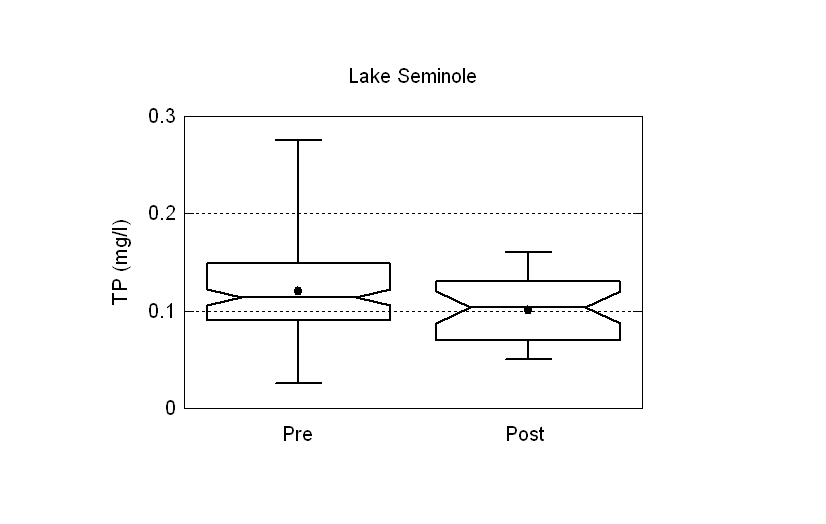 Lake Seminole
0.3
0.2
0.1
0
TP (mg/l)
Pre Post